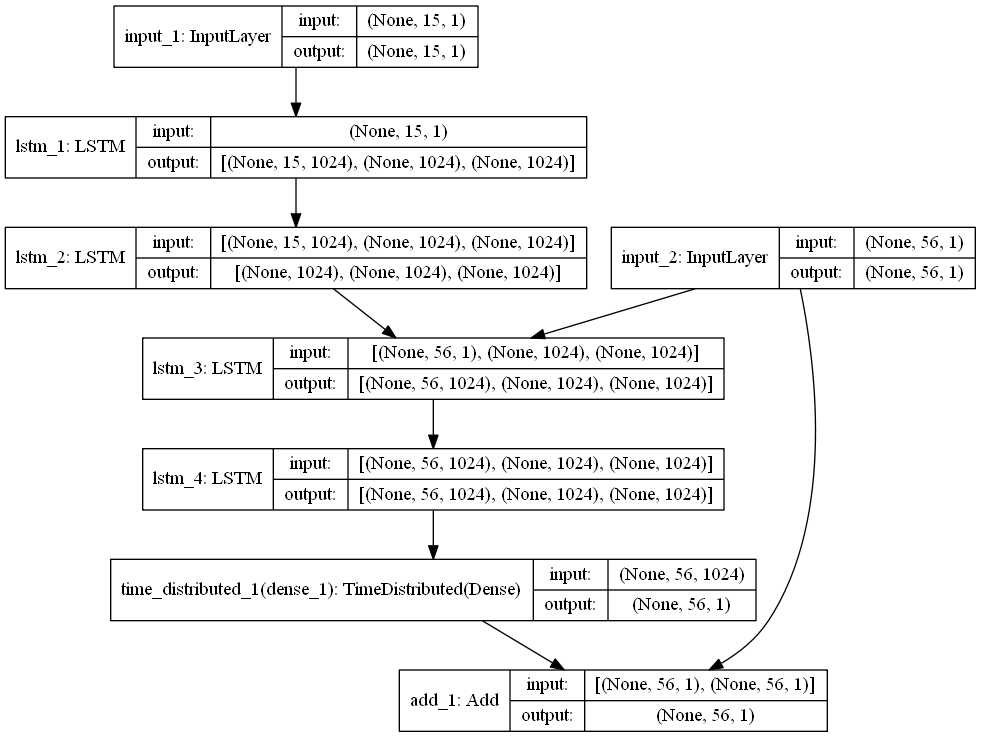 input_1: InputLayer
input: (None, 15, 1)
output: (None, 15, 1)
lstm_1: LSTM
input: (None, 15, 1)
output: [(None, 15, 1024), (None, 1024), (None, 1024)]
lstm_2: LSTM
input: [(None, 15, 1024), (None, 1024), (None, 1024)]
output: [(None, 1024), (None, 1024), (None, 1024)]
input_2: InputLayer
input: (None, 56, 1)
output: (None, 56, 1)
lstm_3: LSTM
input: [(None, 56, 1), (None, 1024), (None, 1024)]
output: [(None, 56, 1024), (None, 1024), (None, 1024)]
lstm_4: LSTM
input: [(None, 56, 1024), (None, 1024), (None, 1024)]
output: [(None, 56, 1024), (None, 1024), (None, 1024)]
time_distributed_1(dense_1): TimeDistributed(Dense)
input: (None, 56, 1024)
output: (None, 56, 1)
add_1: Add
input: [(None, 56, 1), (None, 56, 1)]
output: (None, 56, 1)